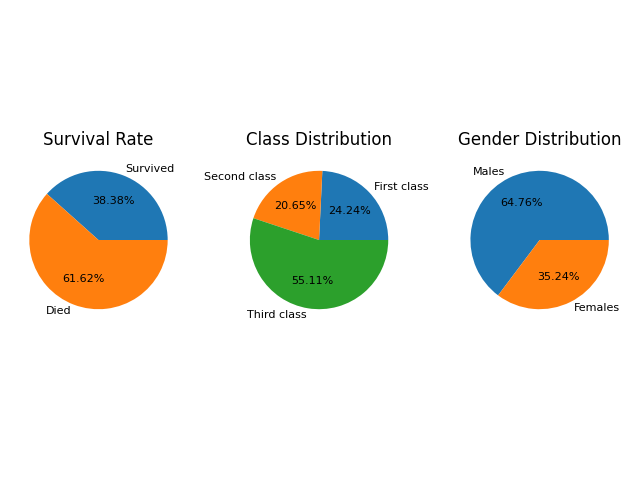 Survival Rate
Survived
38.38%
61.62%
Died
Class Distribution
Second class
First class
20.65%
24.24%
55.11%
Third class
Gender Distribution
Males
64.76%
35.24%
Females